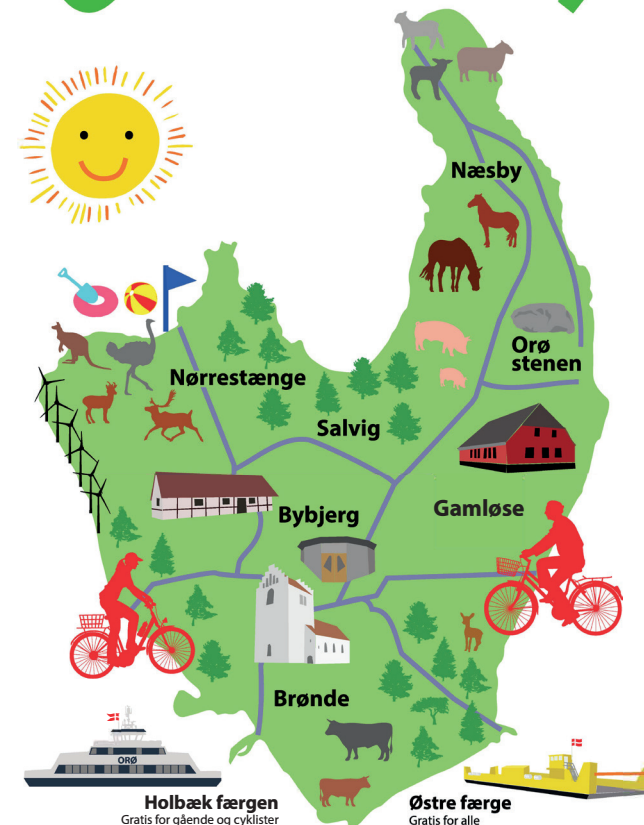 Næsby
Orø
stenen
Nørrestænge
Salvig
Gamløse
Bybjerg
Brønde
ORØ
Holbæk færgen
Gratis for gående og cyklister
Østre færge
Gratis for alle